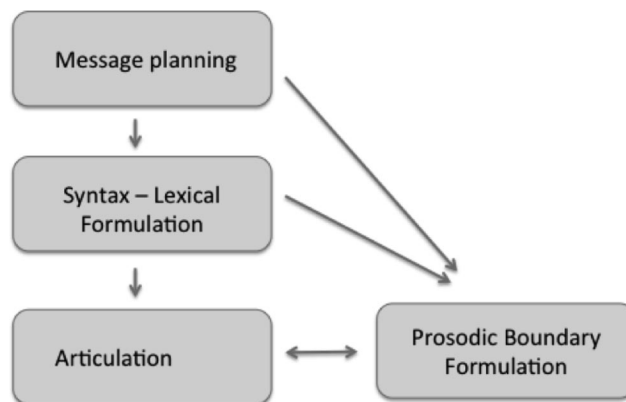 Message planning
Syntax – Lexical
Formulation
Articulation
Prosodic Boundary
Formulation